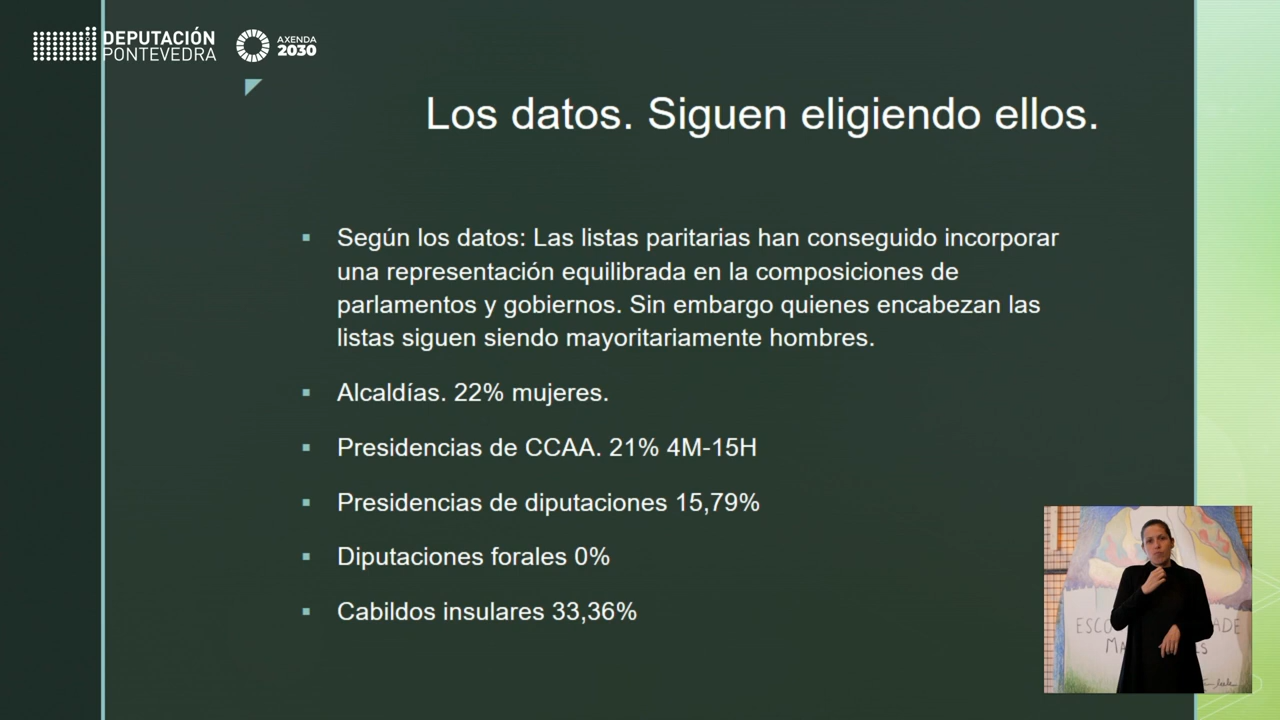 DEPUTACIÓN
PONTEVEDRA
AXENDA
2030
Los datos. Siguen eligiendo ellos.
Según los datos: Las listas paritarias han conseguido incorporar
una representación equilibrada en la composiciones de
parlamentos y gobiernos. Sin embargo quienes encabezan las
listas siguen siendo mayoritariamente hombres.
Alcaldías. 22% mujeres.
Presidencias de CCAA. 21% 4M-15H
Presidencias de diputaciones 15,79%
Diputaciones forales 0%
Cabildos insulares 33,36%